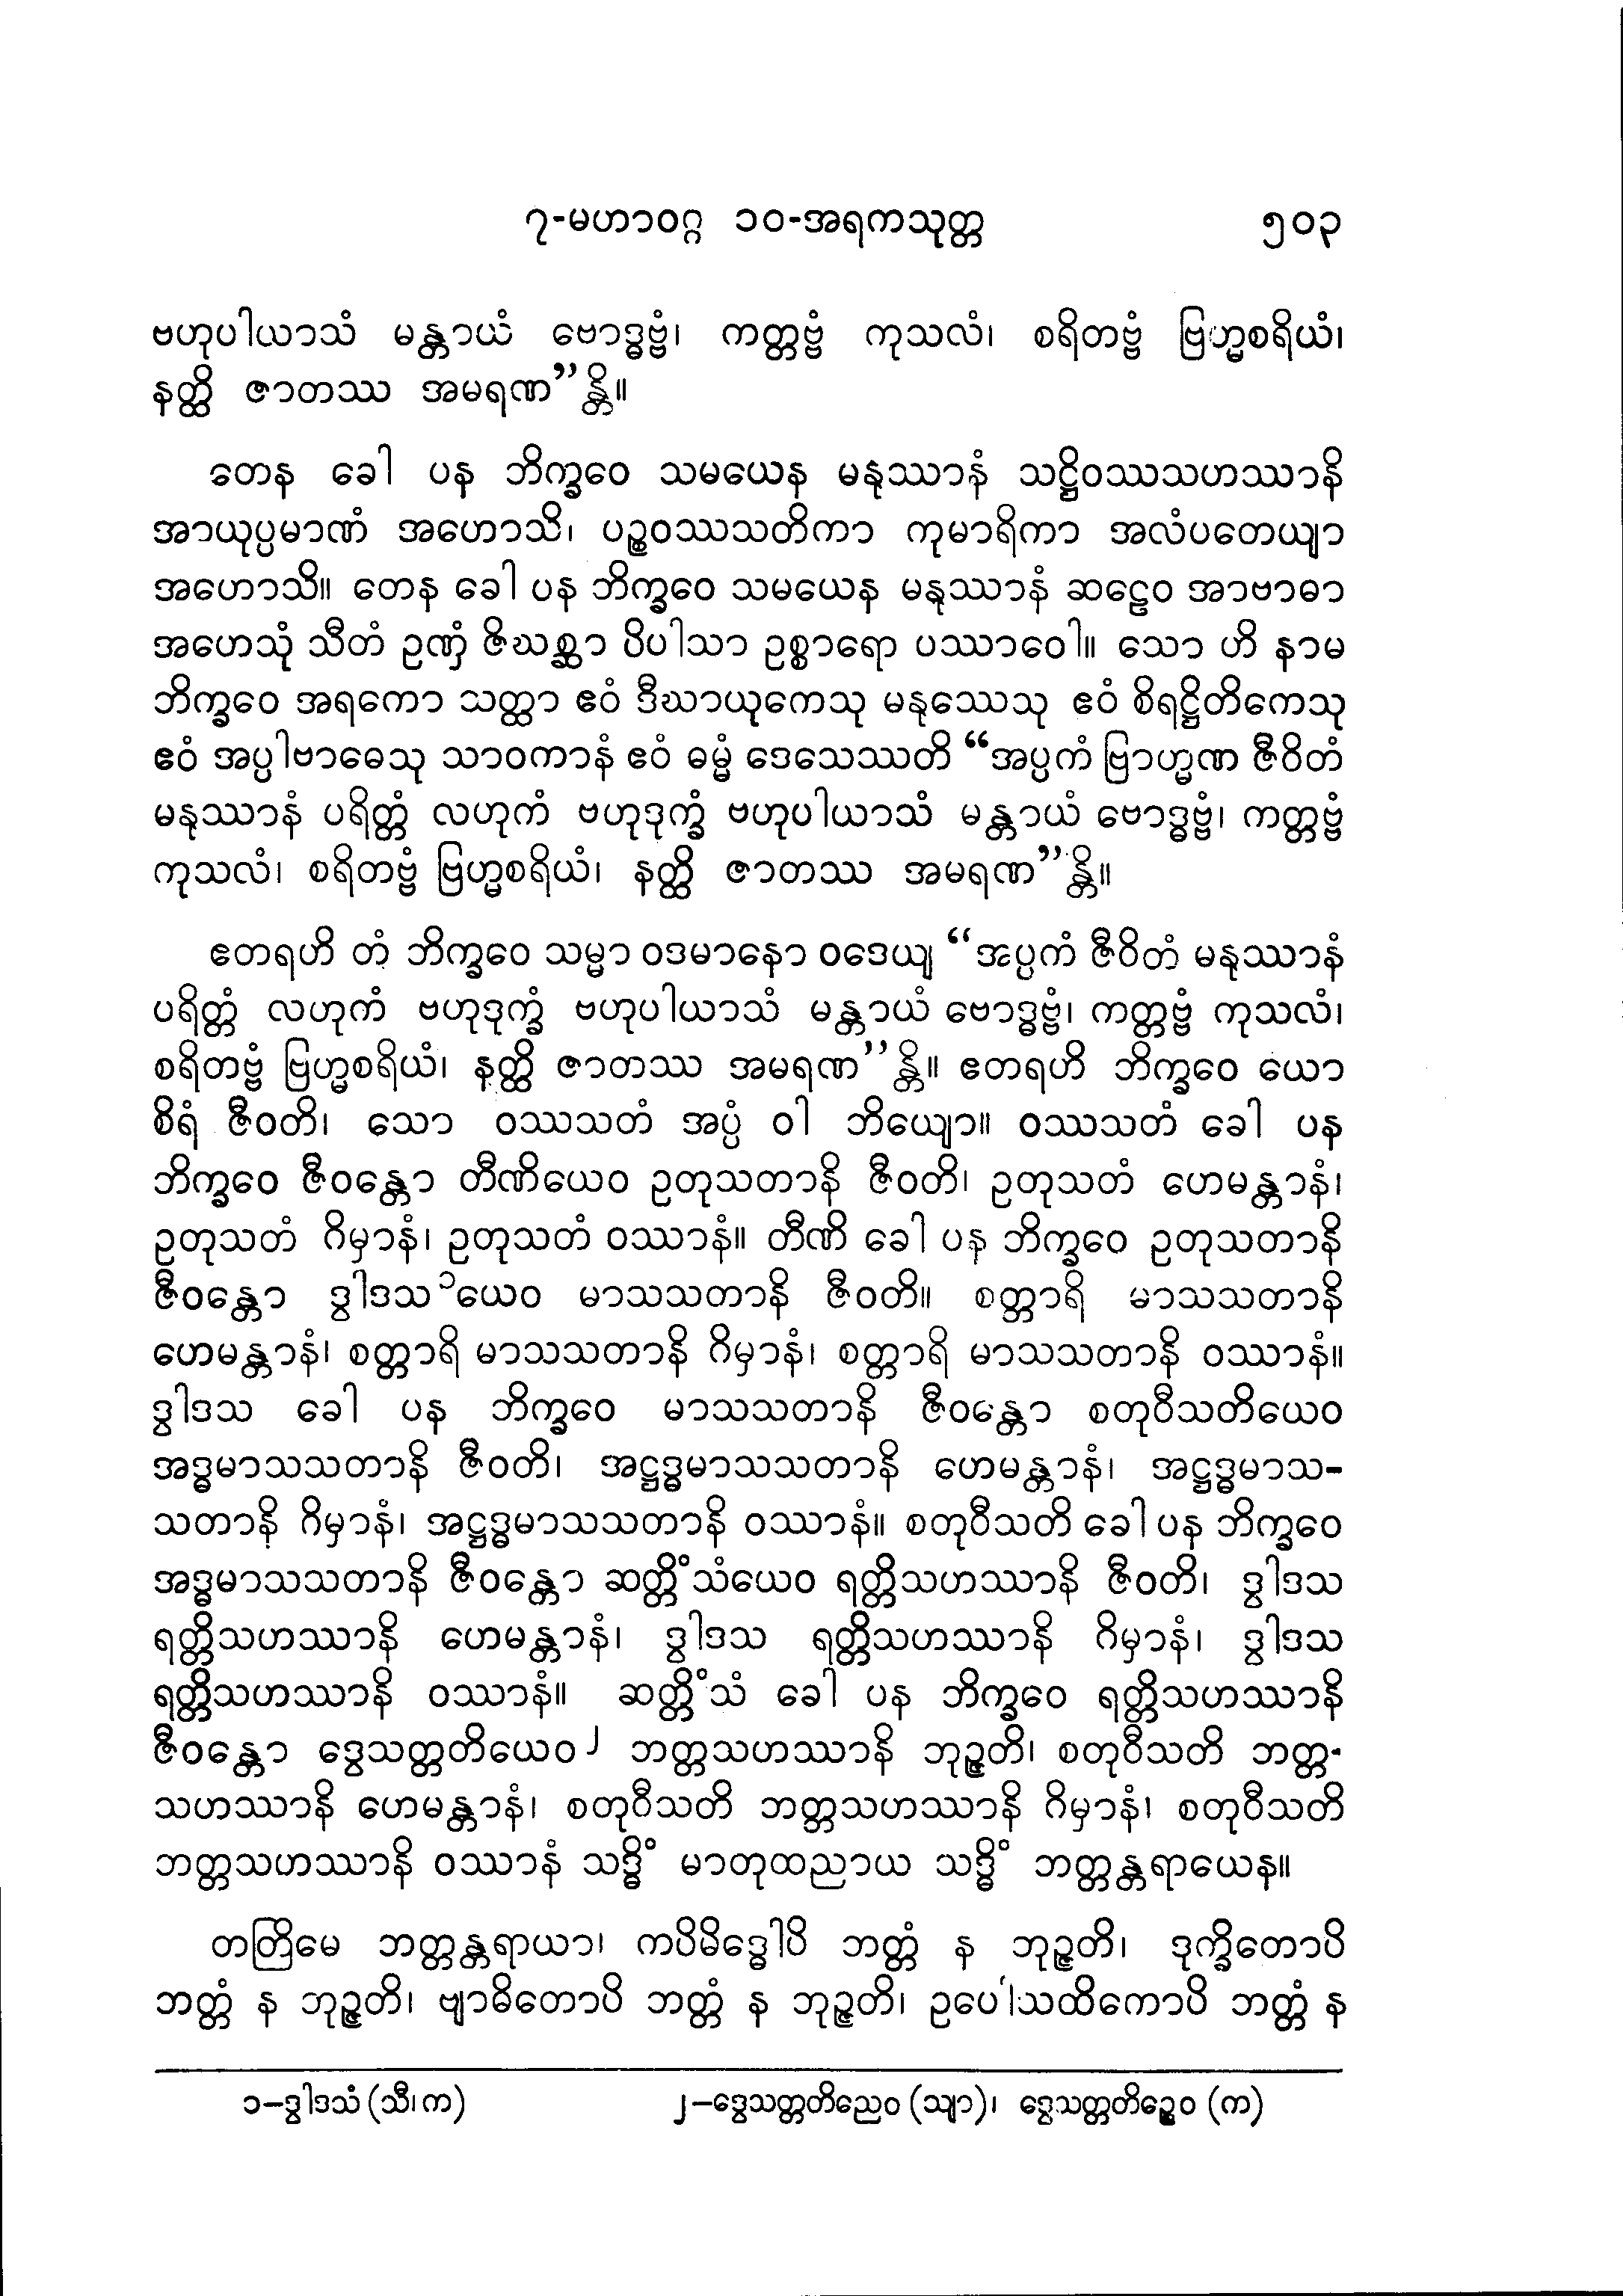 ၇-မဟာဝဂ္ဂ ၁၀-အရကသုတ္တ ၅၀၃
ဗဟုပါယာသံ မန္တာယံ ဗောဒ္ဓဗ္ဗံ၊ ကတ္တဗ္ဗံ ကုသလံ၊ စရိတဗ္ဗံ ဗြဟ္မစရိယံ၊
နတ္ထိ ဇာတဿ အမရဏ”န္တိ။
တေန ခေါ ပန ဘိက္ခဝေ သမယေန မနုဿာနံ သဋ္ဌိဝဿသဟဿာနိ
အာယုပ္ပမာဏံ အဟောသိ၊ ပဉ္စဝဿသတိကာ ကုမာရိကာ အလံပတေယျာ
အဟောသိ။ တေန ခေါ ပန ဘိက္ခဝေ သမယေန မနုဿာနံ ဆဠေဝ အာဗာဓာ
အဟေသုံ သီတံ ဥဏှံ ဇိဃစ္ဆာ ပိပါသာ ဥစ္စာရော ပဿာဝေါ။ သော ဟိ နာမ
ဘိက္ခဝေ အရကော သတ္ထာ ဧဝံ ဒီဃာယုကေသု မနုဿေသု ဧဝံ စိရဋ္ဌိတိကေသု
ဧဝံ အပ္ပါဗာဓေသု သာဝကာနံ ဧဝံ ဓမ္မံ ဒေသေဿတိ “အပ္ပကံ ဗြာဟ္မဏ ဇီဝိတံ
မနုဿာနံ ပရိတ္တံ လဟုကံ ဗဟုဒုက္ခံ ဗဟုပါယာသံ မန္တာယံ ဗောဒ္ဓဗ္ဗံ၊ ကတ္တဗ္ဗံ
ကုသလံ၊ စရိတဗ္ဗံ ဗြဟ္မစရိယံ၊ နတ္ထိ ဇာတဿ အမရဏ”န္တိ။
ဧတရဟိ တံ ဘိက္ခဝေ သမ္မာ ဝဒမာနော ဝဒေယျ “အပ္ပကံ ဇီဝိတံ မနုဿာနံ
ပရိတ္တံ လဟုကံ ဗဟုဒုက္ခံ ဗဟုပါယာသံ မန္တာယံ ဗောဒ္ဓဗ္ဗံ၊ ကတ္တဗ္ဗံ ကုသလံ၊
စရိတဗ္ဗံ ဗြဟ္မစရိယံ၊ နတ္ထိ ဇာတဿ အမရဏ”န္တိ။ ဧတရဟိ ဘိက္ခဝေ ယော
စိရံ ဇီဝတိ၊ သော ဝဿသတံ အပ္ပံ ဝါ ဘိယျော။ ဝဿသတံ ခေါ ပန
ဘိက္ခဝေ ဇီဝန္တော တီဏိယေဝ ဥတုသတာနိ ဇီဝတိ၊ ဥတုသတံ ဟေမန္တာနံ၊
ဥတုသတံ ဂိမှာနံ၊ ဥတုသတံ ဝဿာနံ။ တီဏိ ခေါ ပန ဘိက္ခဝေ ဥတုသတာနိ
ဇီဝန္တော ဒွါဒသ၁ယေဝ မာသသတာနိ ဇီဝတိ။ စတ္တာရိ မာသသတာနိ
ဟေမန္တာနံ၊ စတ္တာရိ မာသသတာနိ ဂိမှာနံ၊ စတ္တာရိ မာသသတာနိ ဝဿာနံ။
ဒွါဒသ ခေါ ပန ဘိက္ခဝေ မာသသတာနိ ဇီဝန္တော စတုဝီသတိယေဝ
အဒ္ဓမာသသတာနိ ဇီဝတိ၊ အဋ္ဌဒ္ဓမာသသတာနိ ဟေမန္တာနံ၊ အဋ္ဌဒ္ဓမာသ-
သတာနိ ဂိမှာနံ၊ အဋ္ဌဒ္ဓမာသသတာနိ ဝဿာနံ။ စတုဝီသတိ ခေါ ပန ဘိက္ခဝေ
အဒ္ဓမာသသတာနိ ဇီဝန္တော ဆတ္တိံသံယေဝ ရတ္တိသဟဿာနိ ဇီဝတိ၊ ဒွါဒသ
ရတ္တိသဟဿာနိ ဟေမန္တာနံ၊ ဒွါဒသ ရတ္တိသဟဿာနိ ဂိမှာနံ၊ ဒွါဒသ
ရတ္တိသဟဿာနိ ဝဿာနံ။ ဆတ္တိံသံ ခေါ ပန ဘိက္ခဝေ ရတ္တိသဟဿာနိ
ဇီဝန္တော ဒွေသတ္တတိယေဝ၂ ဘတ္တသဟဿာနိ ဘုဉ္ဇတိ၊ စတုဝီသတိ ဘတ္တ-
သဟဿာနိ ဟေမန္တာနံ၊ စတုဝီသတိ ဘတ္တသဟဿာနိ ဂိမှာနံ၊ စတုဝီသတိ
ဘတ္တသဟဿာနိ ဝဿာနံ သဒ္ဓိံ မာတုထညာယ သဒ္ဓိံ ဘတ္တန္တရာယေန။
တတြိမေ ဘတ္တန္တရာယာ၊ ကပိမိဒ္ဓေါပိ ဘတ္တံ န ဘုဉ္ဇတိ၊ ဒုက္ခိတောပိ
ဘတ္တံ န ဘုဉ္ဇတိ၊ ဗျာဓိတောပိ ဘတ္တံ န ဘုဉ္ဇတိ၊ ဥပေါသထိကောပိ ဘတ္တံ န
၁–ဒွါဒသံ (သီ၊ က) ၂–ဒွေသတ္တတိညေဝ (သျာ)၊ ဒွေသတ္တတိဉ္စေဝ (က)